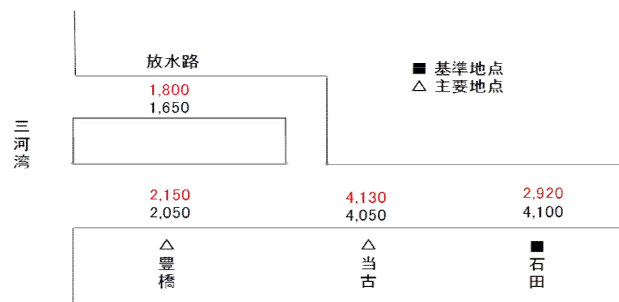 放水路
1,800
1,650
■ 基準地点
△ 主要地点
三河湾
2,150
2,050
4,130
4,050
2,920
4,100
△
豊橋
△
当古
■
石田